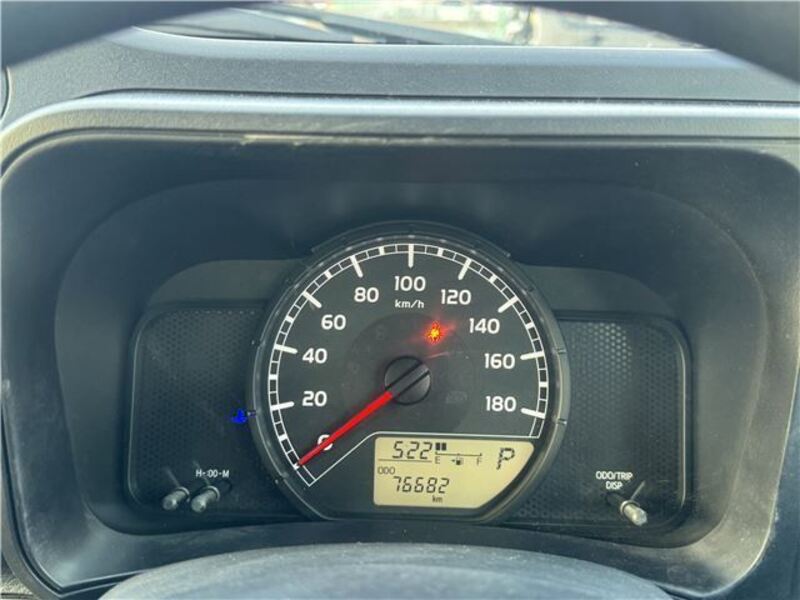 100
80 120
km/h
60 140
40 160
20 180
0
5:22
E F P
ODO
76682
km
H-:00-M
ODO/TRIP
DISP